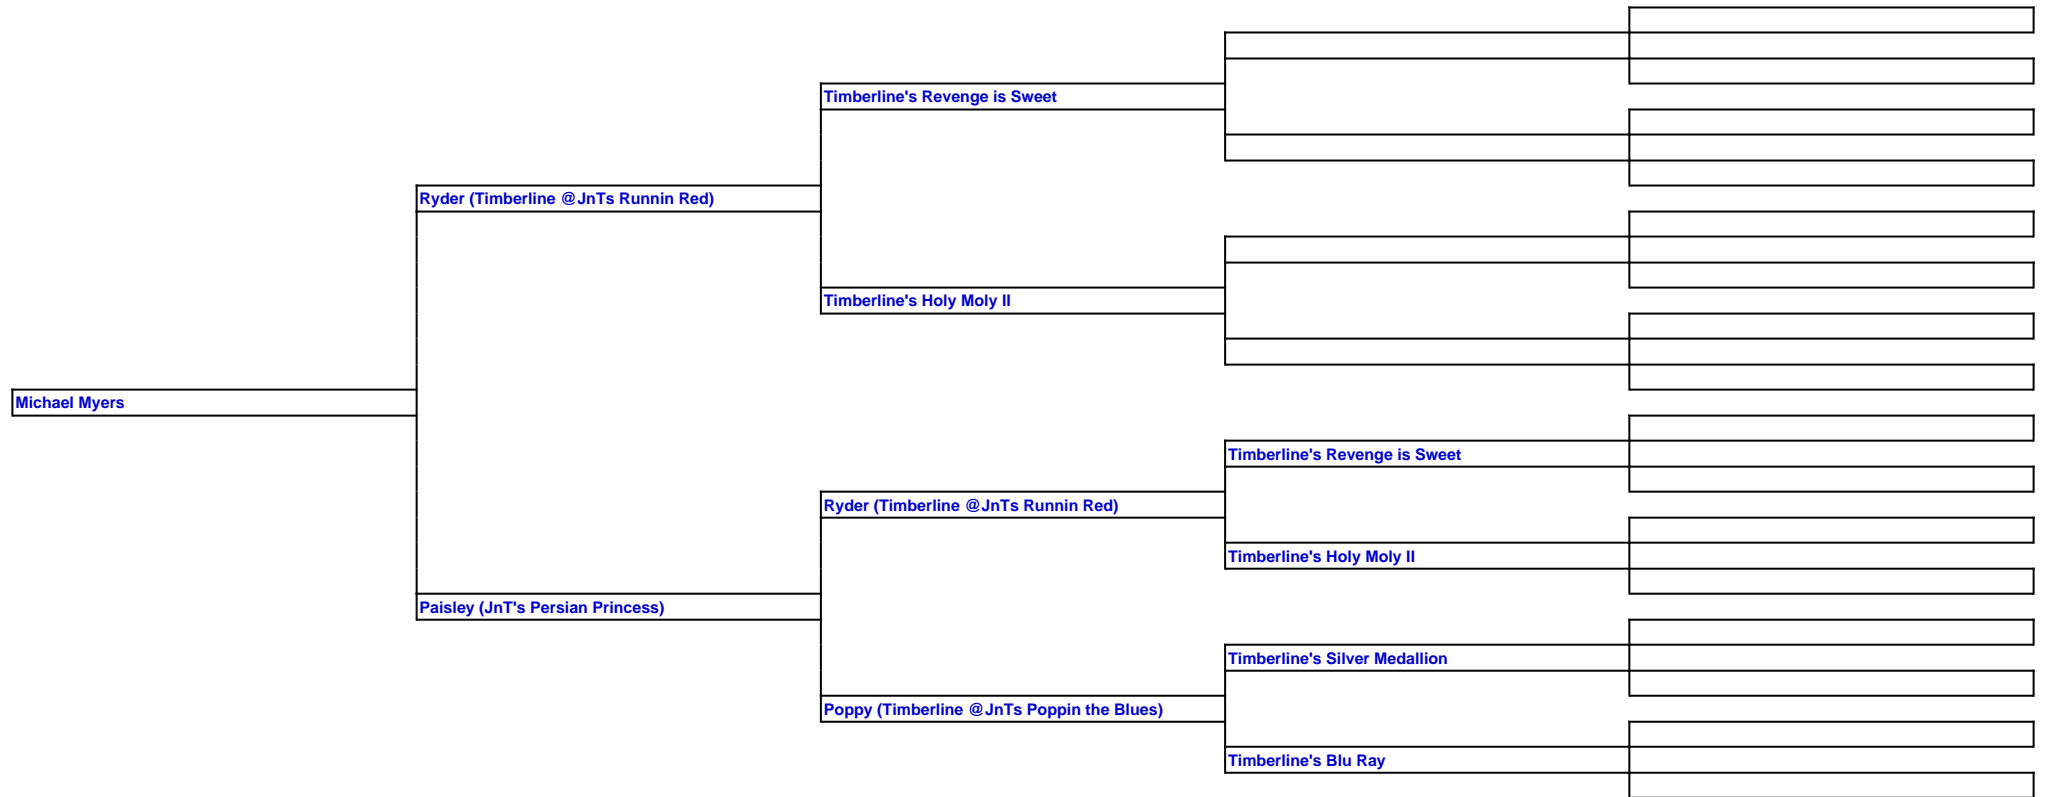 Timberline's Revenge is Sweet
Ryder (Timberline @JnTs Runnin Red)
Timberline's Holy Moly II
Michael Myers
Timberline's Revenge is Sweet
Ryder (Timberline @JnTs Runnin Red)
Timberline's Holy Moly II
Paisley (JnT's Persian Princess)
Timberline's Silver Medallion
Poppy (Timberline @JnTs Poppin the Blues)
Timberline's Blu Ray